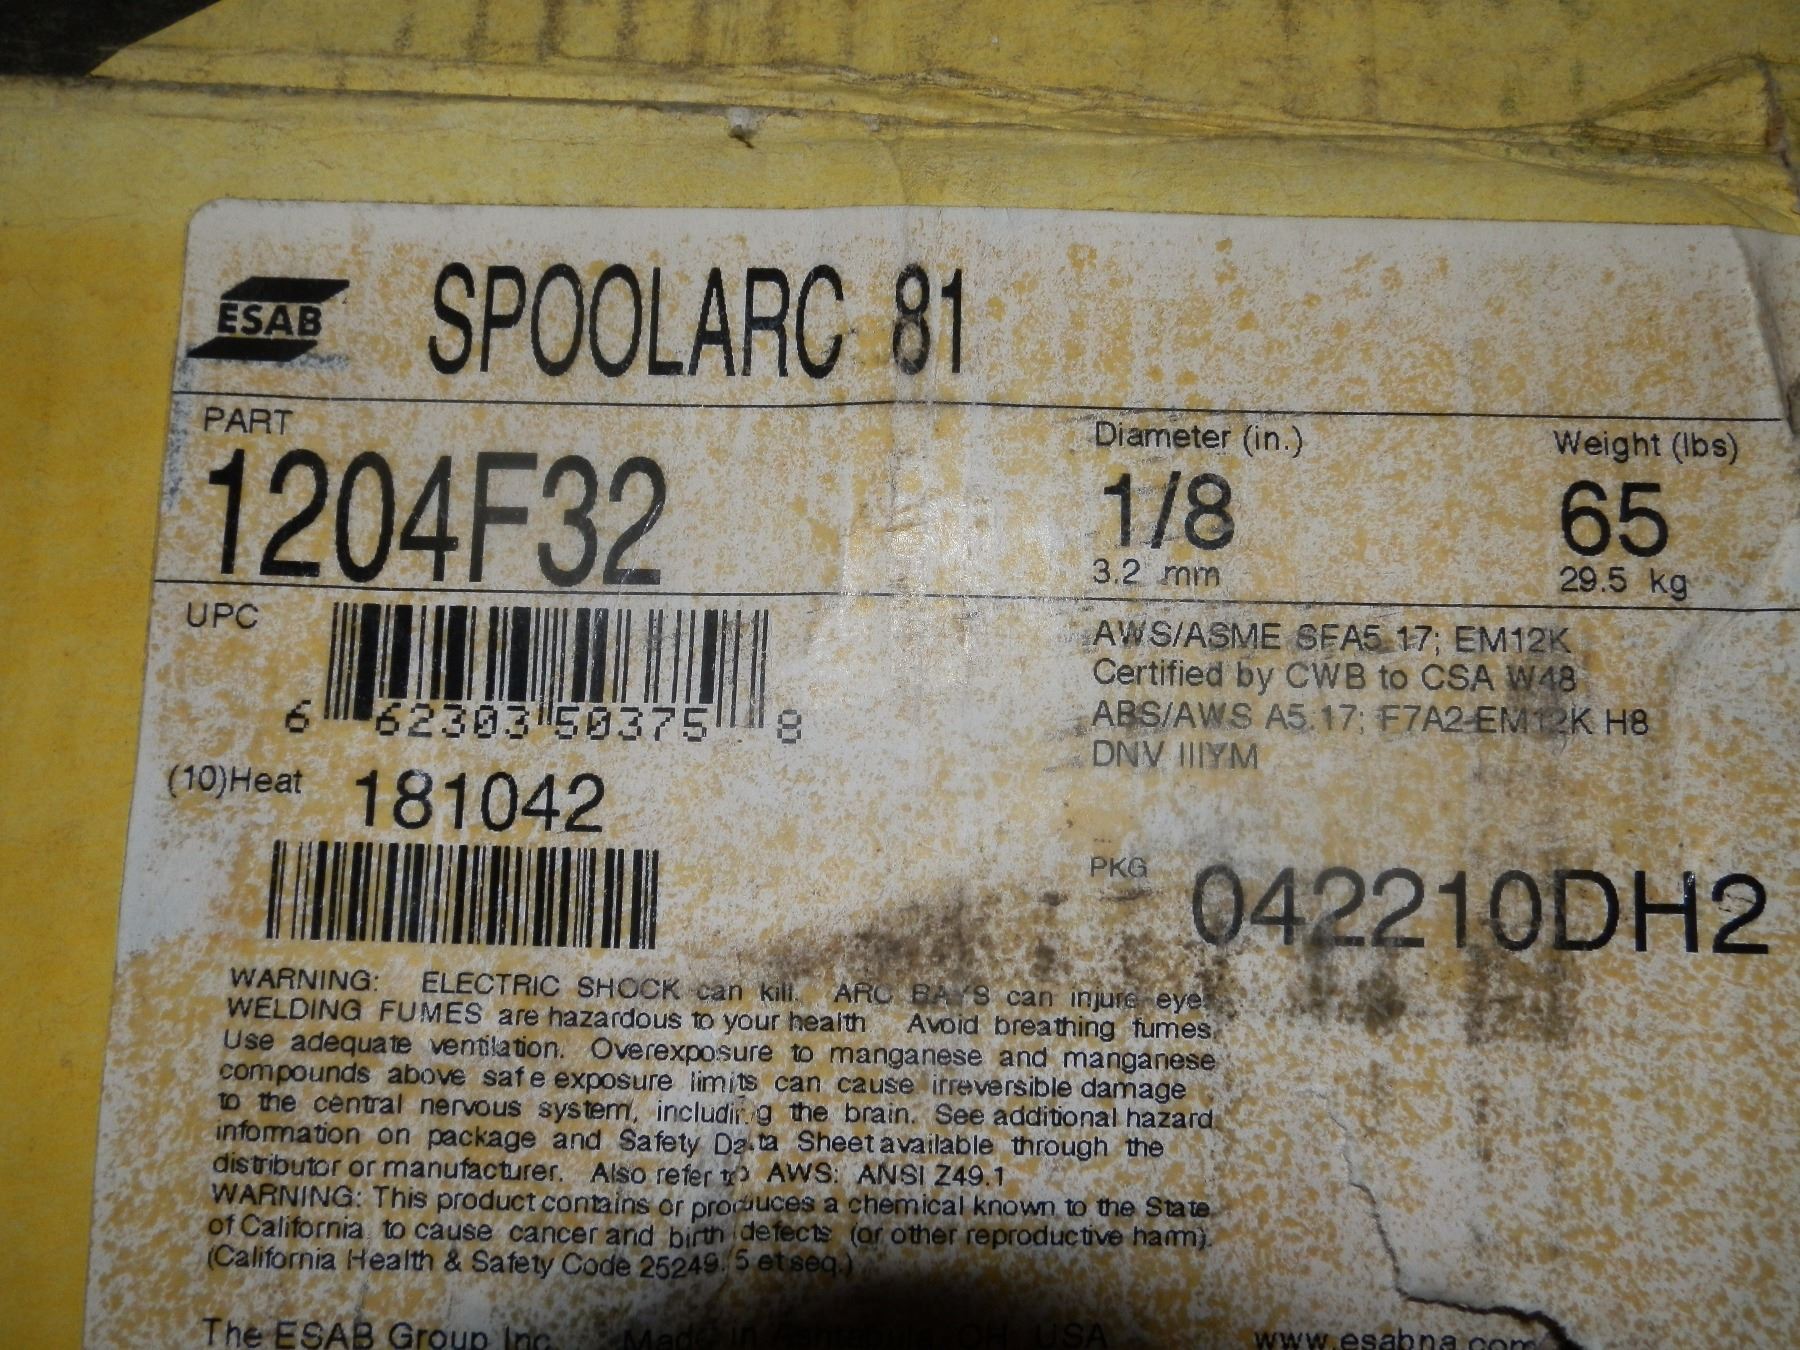 ESAB SPOOLARC 81
PART
1204F32
Diameter (in.)
1/8
3.2 mm
Weight (lbs)
65
29.5 kg
UPC
6 62303 50375 8
AWS/ASME SFA5.17; EM12K
Certified by CWB to CSA W48
ABS/AWS A5.17; F7A2-EM12K H8
DNV IIIYM
(10)Heat 181042
PKG 042210DH2
WARNING: ELECTRIC SHOCK can kill. ARC RAYS can injure eye
WELDING FUMES are hazardous to your health Avoid breathing fumes.
Use adequate ventilation. Overexposure to manganese and manganese
compounds above safe exposure limits can cause irreversible damage
to the central nervous system, including the brain. See additional hazard
information on package and Safety Data Sheet available through the
distributor or manufacturer. Also refer to AWS: ANSI Z49.1
WARNING: This product contains or produces a chemical known to the State
of California to cause cancer and birth defects (or other reproductive harm).
(California Health & Safety Code 25249.5 et seq.)
The ESAB Group Inc. Made in OH, USA www.esabna.com